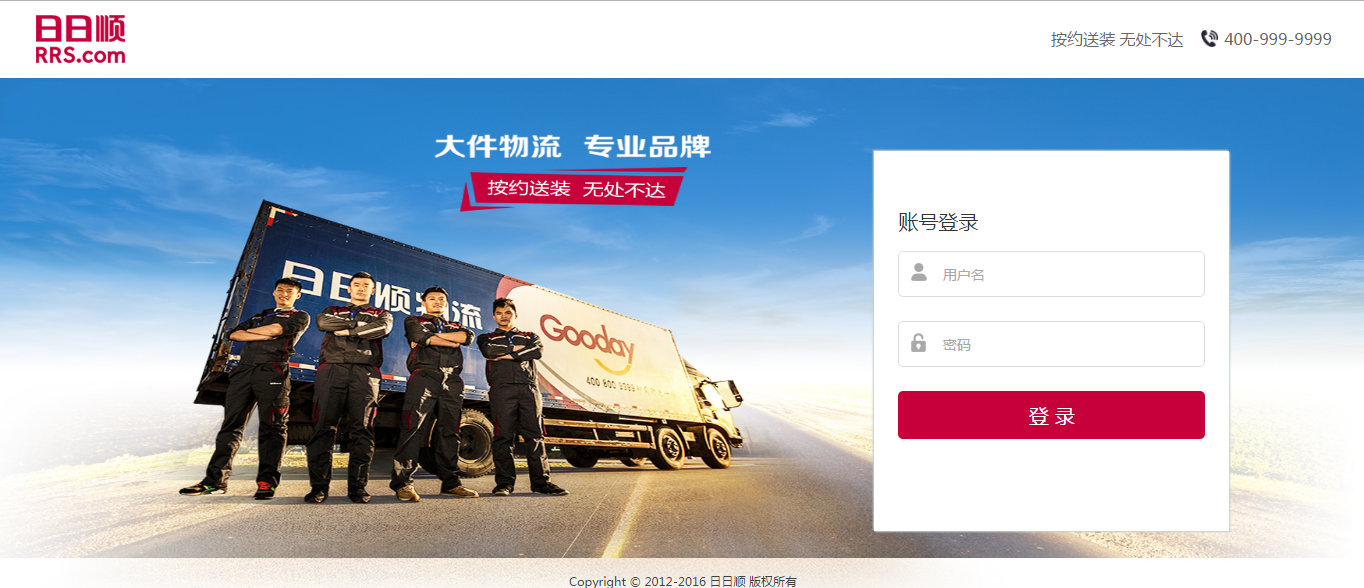 日日顺
RRS.com
按约送装 无处不达 400-999-9999
大件物流 专业品牌
按约送装 无处不达
日日顺物流
Gooday
账号登录
用户名
密码
登 录
Copyright © 2012-2016 日日顺 版权所有